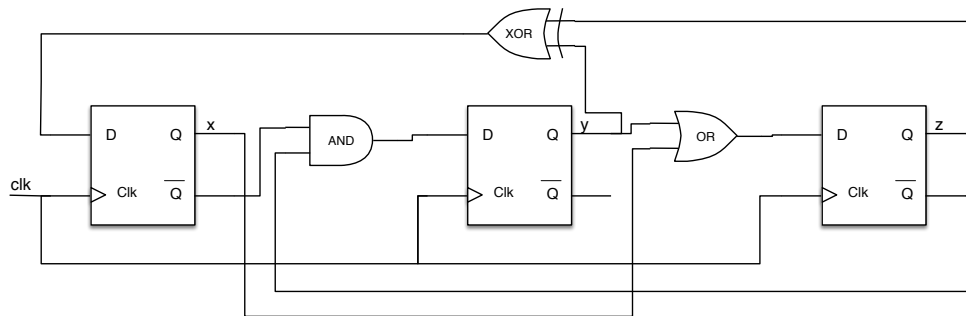 XOR
x
y
z
D Q
AND
D Q
OR
D Q
clk
Clk Q
Clk Q
Clk Q